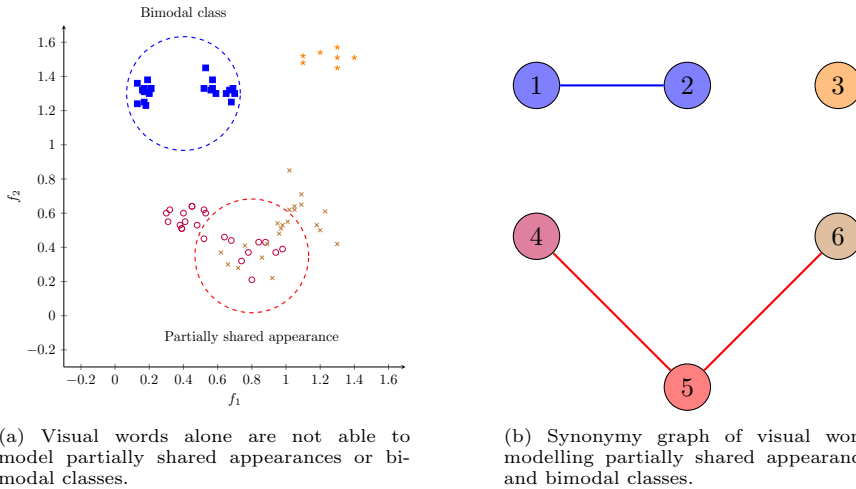 Bimodal class
1.6
1.4
1.2
1
0.8
0.6
0.4
0.2
0
−0.2
f2
Partially shared appearance
−0.2 0 0.2 0.4 0.6 0.8 1 1.2 1.4 1.6
f1
(a) Visual words alone are not able to
model partially shared appearances or bi-
modal classes.
1 2 3
4 6
5
(b) Synonymy graph of visual wor
modelling partially shared appearanc
and bimodal classes.